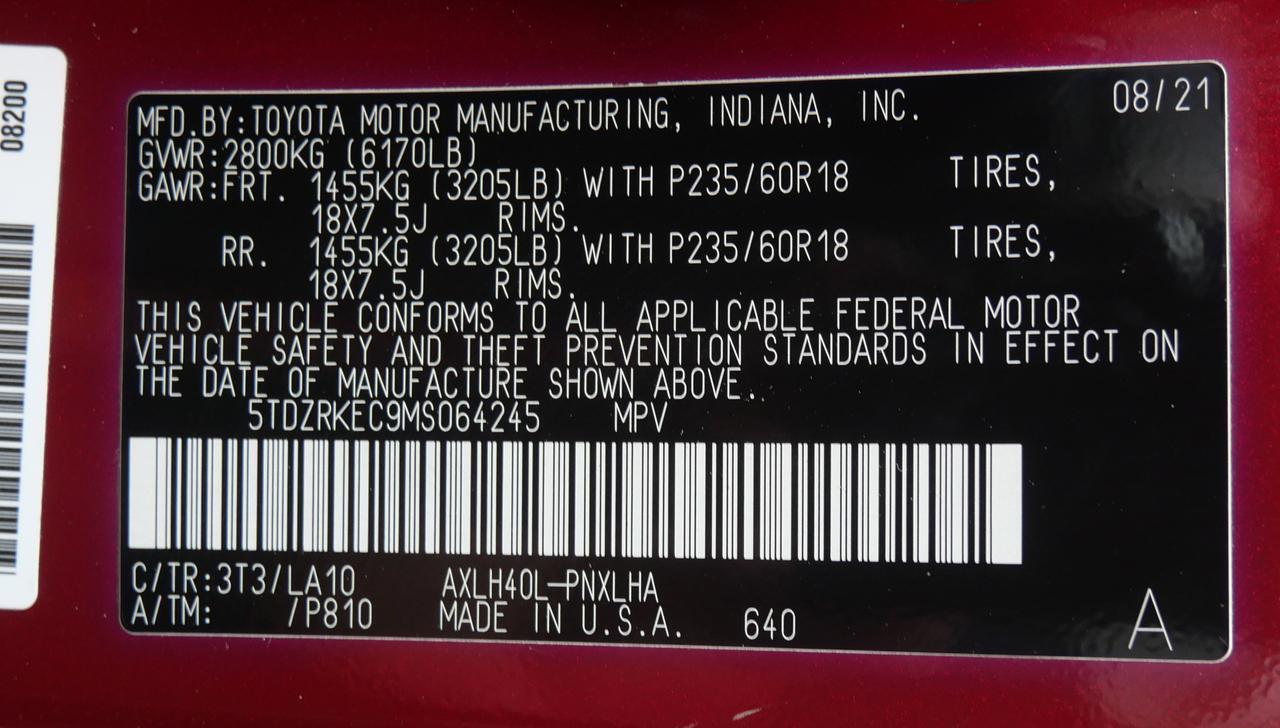 08200
MFD.BY:TOYOTA MOTOR MANUFACTURING, INDIANA, INC. 08/21
GVWR:2800KG (6170LB)
GAWR:FRT. 1455KG (3205LB) WITH P235/60R18 TIRES,
18X7.5J RIMS.
RR. 1455KG (3205LB) WITH P235/60R18 TIRES,
18X7.5J RIMS.
THIS VEHICLE CONFORMS TO ALL APPLICABLE FEDERAL MOTOR
VEHICLE SAFETY AND THEFT PREVENTION STANDARDS IN EFFECT ON
THE DATE OF MANUFACTURE SHOWN ABOVE.
5TDZRKEC9MS064245 MPV
C/TR:3T3/LA10 AXLH40L-PNXLHA
A/TM: /P810 MADE IN U.S.A. 640 A